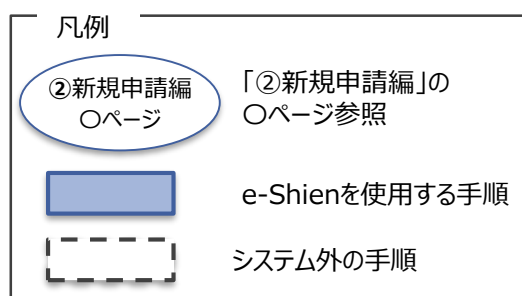 凡例
②新規申請編
〇ページ
「②新規申請編」の
〇ページ参照
e-Shienを使用する手順
システム外の手順